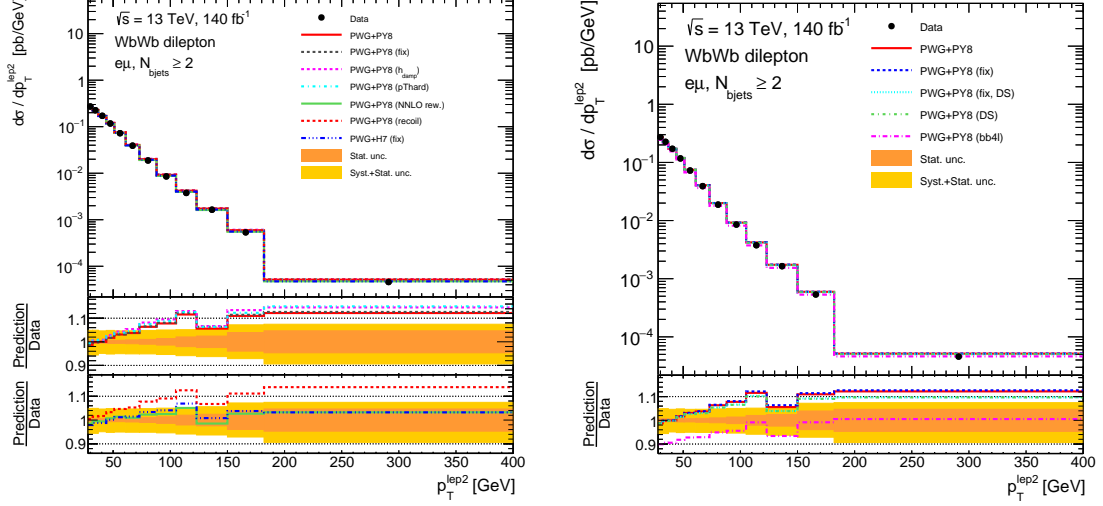 √s = 13 TeV, 140 fb⁻¹
WbWb dilepton
eμ, N_bjets ≥ 2
Data
PWG+PY8
PWG+PY8 (fix)
PWG+PY8 (h_damp)
PWG+PY8 (pThard)
PWG+PY8 (NNLO rew.)
PWG+PY8 (recoil)
PWG+H7 (fix)
Stat. unc.
Syst.+Stat. unc.
dσ / dp_T^lep2 [pb/GeV]
10
1
10⁻¹
10⁻²
10⁻³
10⁻⁴
Prediction
Data
1.1
1
0.9
Prediction
Data
1.1
1
0.9
50 100 150 200 250 300 350 400
p_T^lep2 [GeV]
√s = 13 TeV, 140 fb⁻¹
WbWb dilepton
eμ, N_bjets ≥ 2
Data
PWG+PY8
PWG+PY8 (fix)
PWG+PY8 (fix, DS)
PWG+PY8 (DS)
PWG+PY8 (bb4l)
Stat. unc.
Syst.+Stat. unc.
dσ / dp_T^lep2 [pb/GeV]
10
1
10⁻¹
10⁻²
10⁻³
10⁻⁴
Prediction
Data
1.1
1
0.9
50 100 150 200 250 300 350 400
p_T^lep2 [GeV]